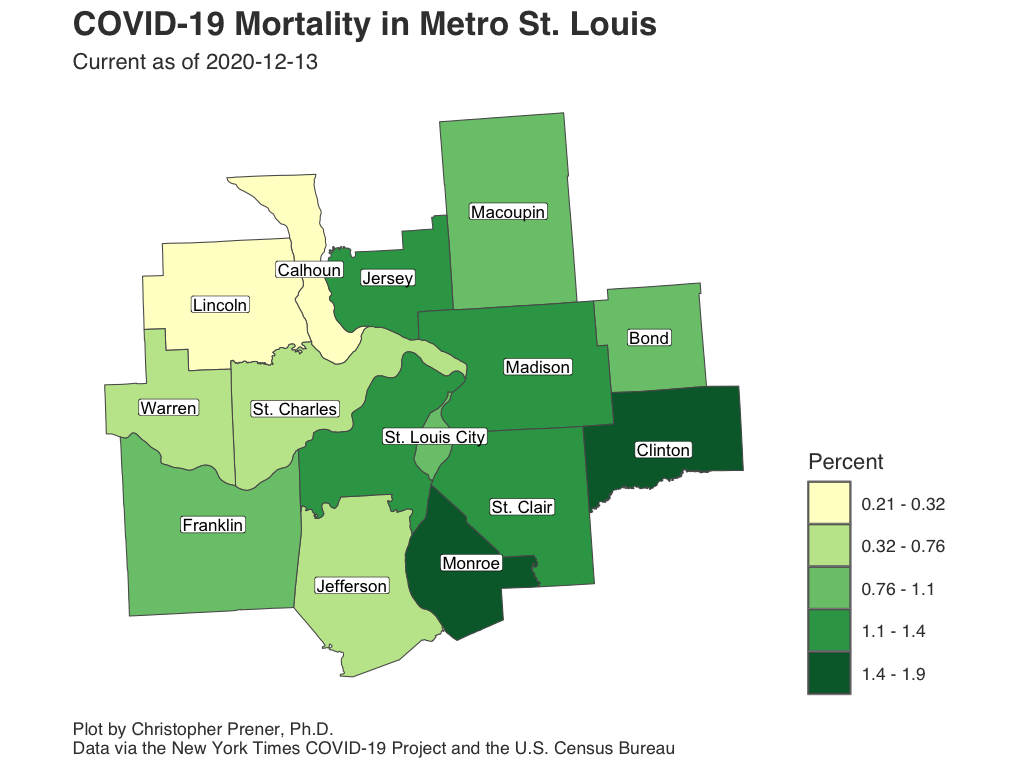 COVID-19 Mortality in Metro St. Louis
Current as of 2020-12-13
Macoupin
Calhoun
Jersey
Lincoln
Bond
Madison
Warren
St. Charles
St. Louis City
Clinton
Franklin
St. Clair
Monroe
Jefferson
Percent
0.21 - 0.32
0.32 - 0.76
0.76 - 1.1
1.1 - 1.4
1.4 - 1.9
Plot by Christopher Prener, Ph.D.
Data via the New York Times COVID-19 Project and the U.S. Census Bureau